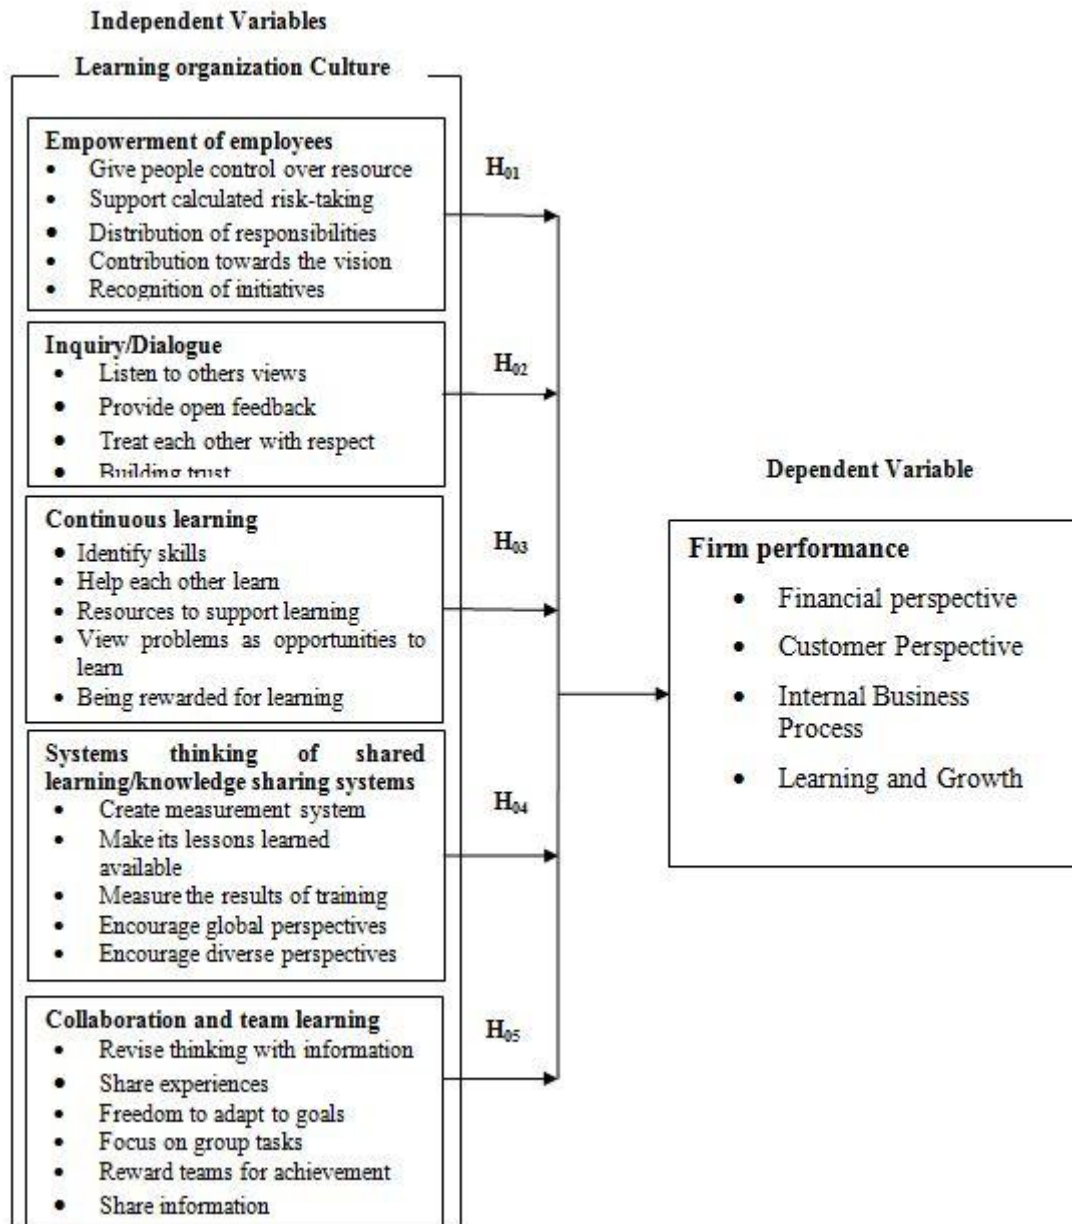 Independent Variables
Learning organization Culture
Empowerment of employees
• Give people control over resource
• Support calculated risk-taking
• Distribution of responsibilities
• Contribution towards the vision
• Recognition of initiatives
H01
Inquiry/Dialogue
• Listen to others views
• Provide open feedback
• Treat each other with respect
• Building trust
H02
Continuous learning
• Identify skills
• Help each other learn
• Resources to support learning
• View problems as opportunities to
learn
• Being rewarded for learning
H03
Systems thinking of shared
learning/knowledge sharing systems
• Create measurement system
• Make its lessons learned
available
• Measure the results of training
• Encourage global perspectives
• Encourage diverse perspectives
H04
Collaboration and team learning
• Revise thinking with information
• Share experiences
• Freedom to adapt to goals
• Focus on group tasks
• Reward teams for achievement
• Share information
H05
Dependent Variable
Firm performance
• Financial perspective
• Customer Perspective
• Internal Business
Process
• Learning and Growth